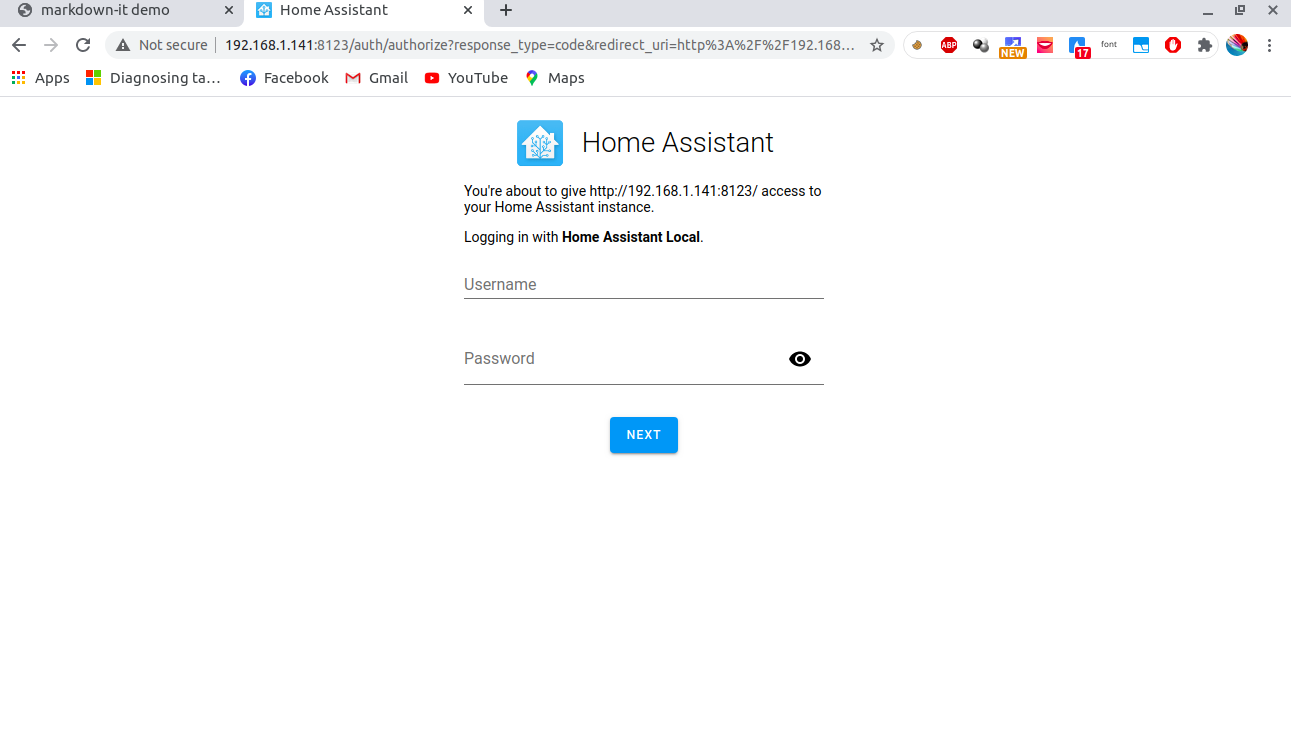 markdown-it demo
Home Assistant
Not secure
192.168.1.141:8123/auth/authorize?response_type=code&redirect_uri=http%3A%2F%2F192.168...
ABP
NEW
17
font
Apps
Diagnosing ta...
Facebook
Gmail
YouTube
Maps
Home Assistant
You're about to give http://192.168.1.141:8123/ access to
your Home Assistant instance.
Logging in with Home Assistant Local.
Username
Password
NEXT